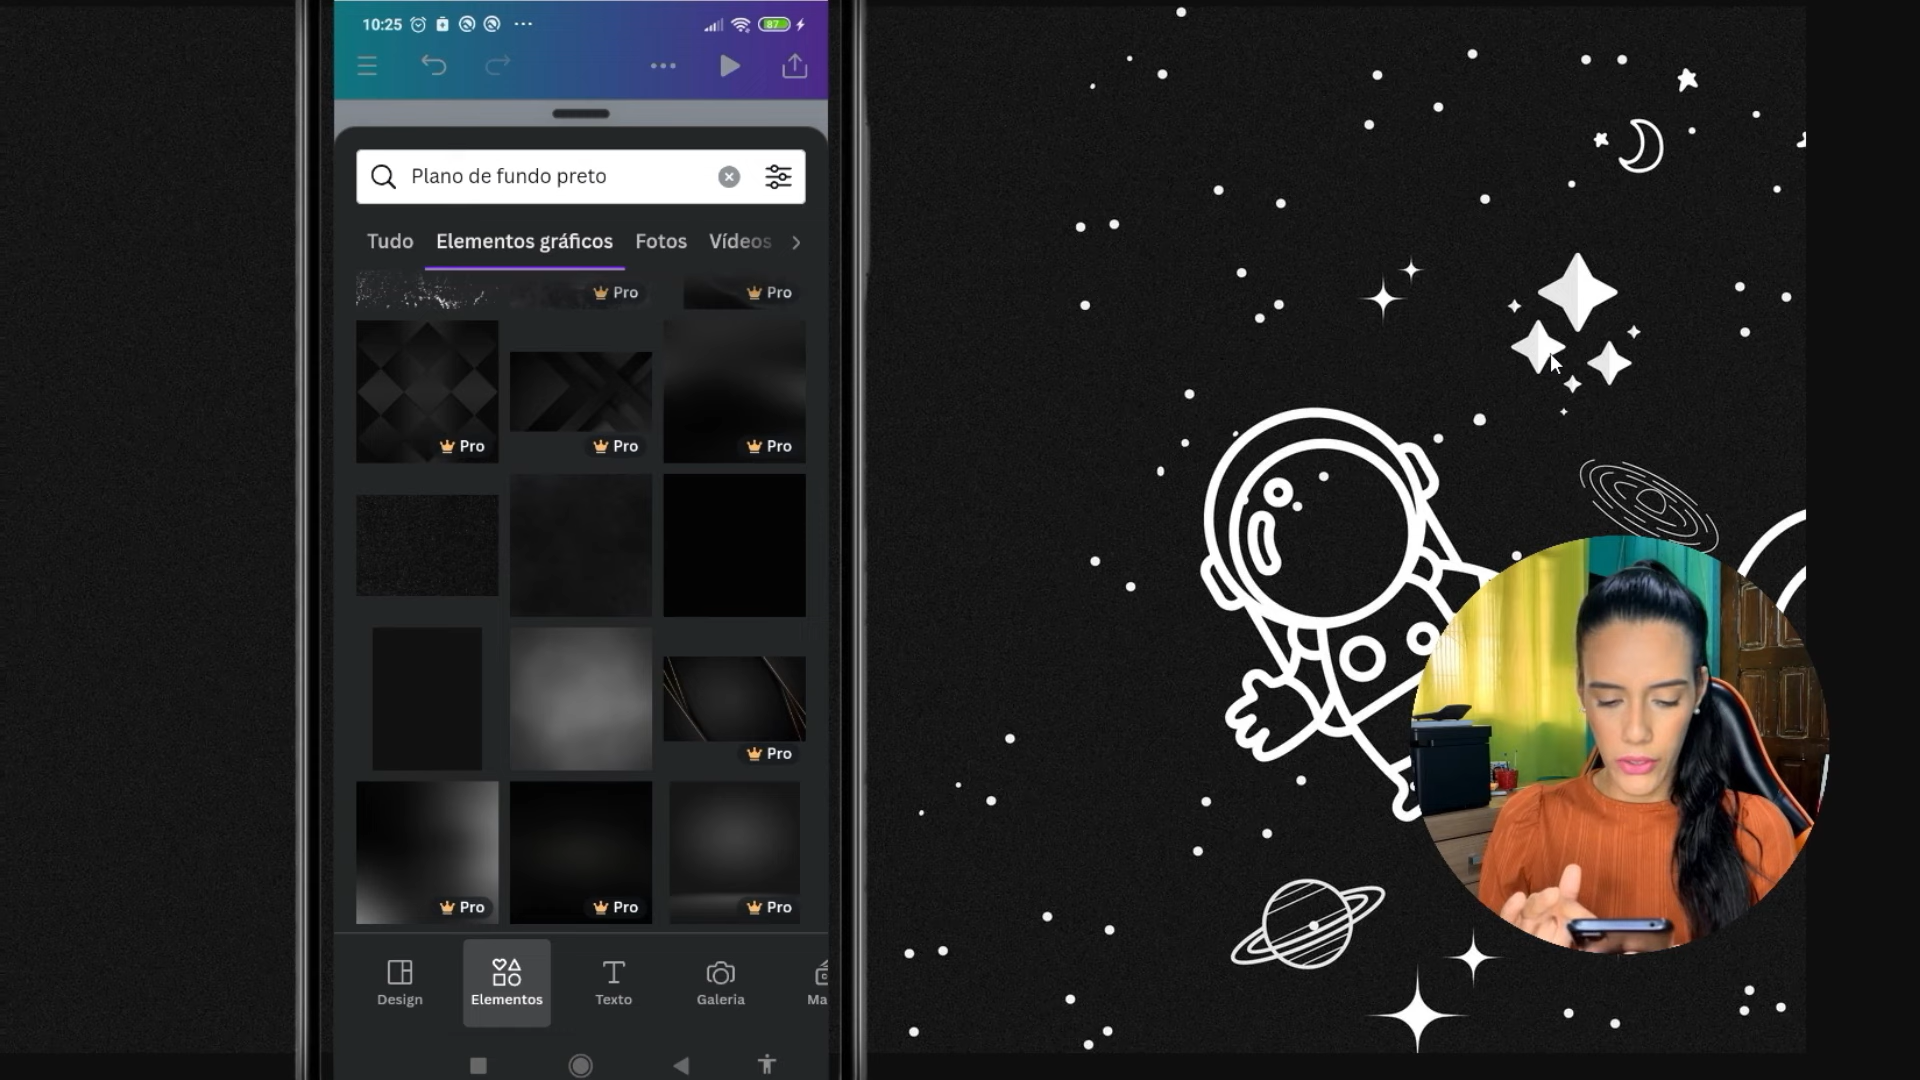 10:25
87
Plano de fundo preto
Tudo Elementos gráficos Fotos Vídeos
Pro Pro
Pro Pro Pro
Pro
Pro Pro Pro
Design Elementos Texto Galeria Ma